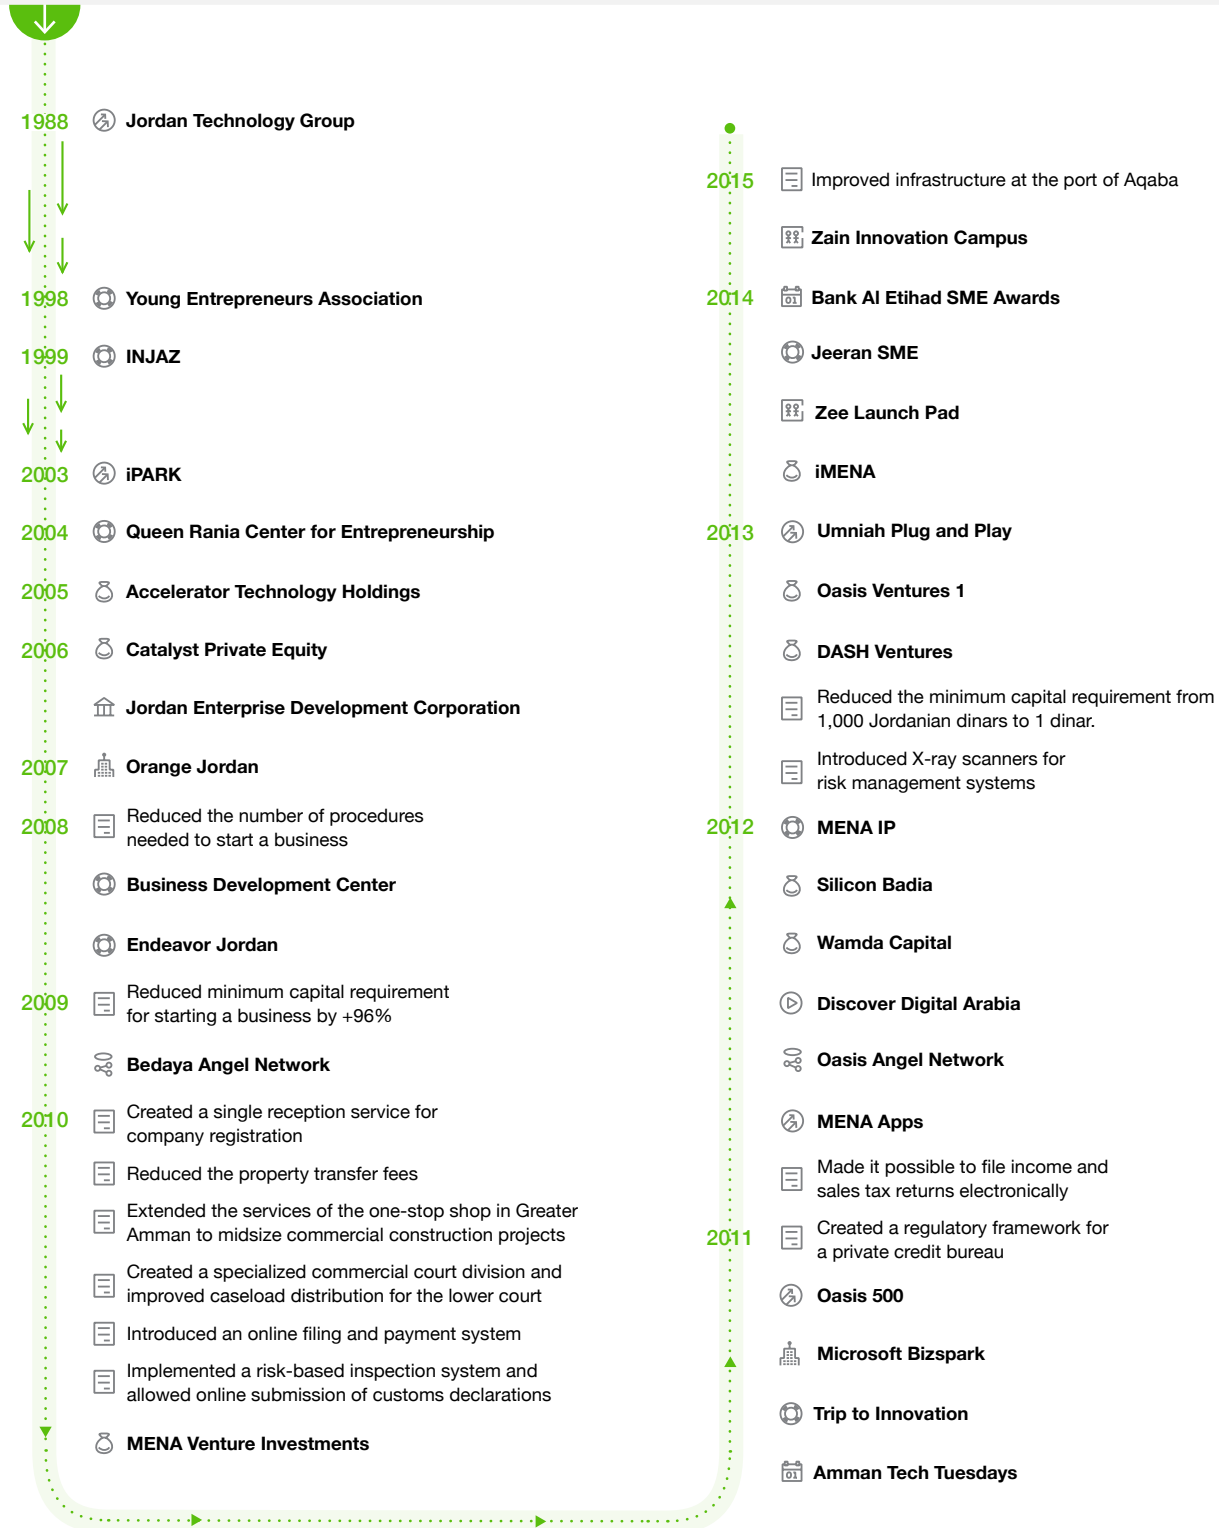 1988 Jordan Technology Group
1998 Young Entrepreneurs Association
1999 INJAZ
2003 iPARK
2004 Queen Rania Center for Entrepreneurship
2005 Accelerator Technology Holdings
2006 Catalyst Private Equity
Jordan Enterprise Development Corporation
2007 Orange Jordan
2008 Reduced the number of procedures
needed to start a business
Business Development Center
Endeavor Jordan
2009 Reduced minimum capital requirement
for starting a business by +96%
Bedaya Angel Network
2010 Created a single reception service for
company registration
Reduced the property transfer fees
Extended the services of the one-stop shop in Greater
Amman to midsize commercial construction projects
Created a specialized commercial court division and
improved caseload distribution for the lower court
Introduced an online filing and payment system
Implemented a risk-based inspection system and
allowed online submission of customs declarations
MENA Venture Investments
2015 Improved infrastructure at the port of Aqaba
Zain Innovation Campus
2014 01 Bank Al Etihad SME Awards
Jeeran SME
Zee Launch Pad
iMENA
2013 Umniah Plug and Play
Oasis Ventures 1
DASH Ventures
Reduced the minimum capital requirement from
1,000 Jordanian dinars to 1 dinar.
Introduced X-ray scanners for
risk management systems
2012 MENA IP
Silicon Badia
Wamda Capital
Discover Digital Arabia
Oasis Angel Network
MENA Apps
Made it possible to file income and
sales tax returns electronically
2011 Created a regulatory framework for
a private credit bureau
Oasis 500
Microsoft Bizspark
Trip to Innovation
01 Amman Tech Tuesdays